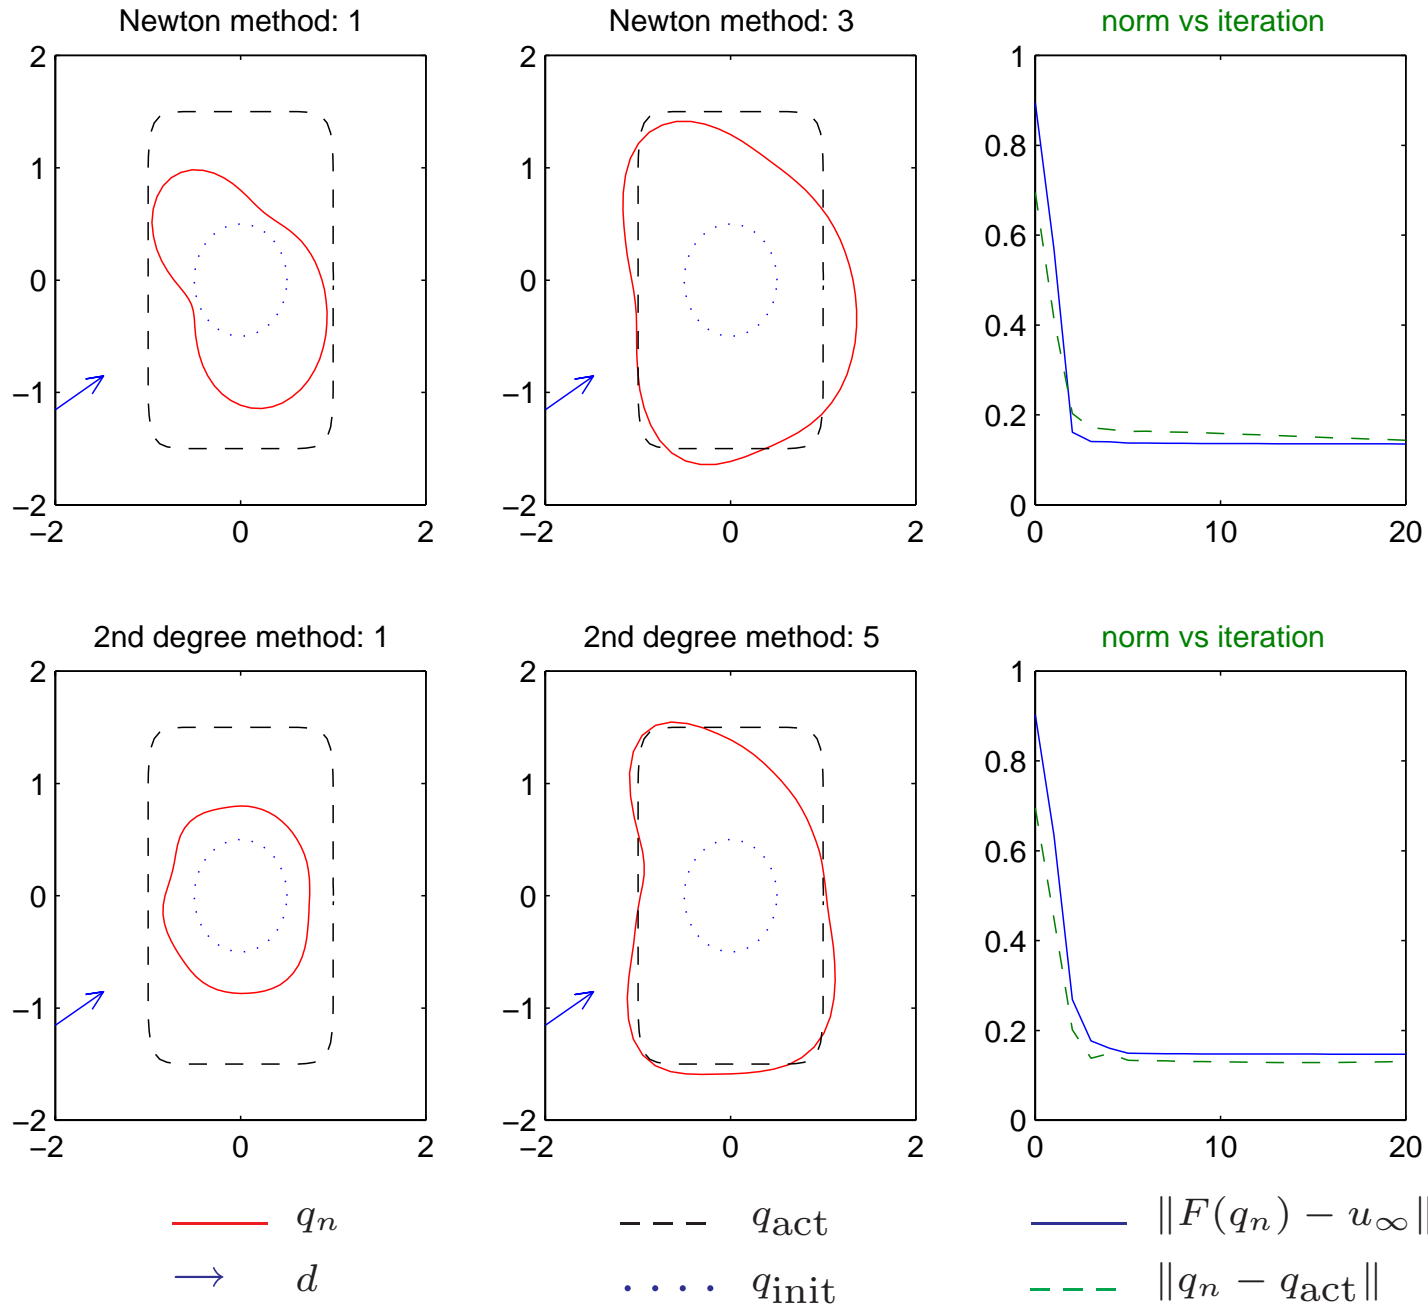 Newton method: 1
Newton method: 3
norm vs iteration
2
1
0
−1
−2
−2 0 2
2
1
0
−1
−2
−2 0 2
1
0.8
0.6
0.4
0.2
0
0 10 20
2nd degree method: 1
2nd degree method: 5
norm vs iteration
2
1
0
−1
−2
−2 0 2
2
1
0
−1
−2
−2 0 2
1
0.8
0.6
0.4
0.2
0
0 10 20
q_n
q_act
‖F(q_n) − u_∞‖
d
q_init
‖q_n − q_act‖